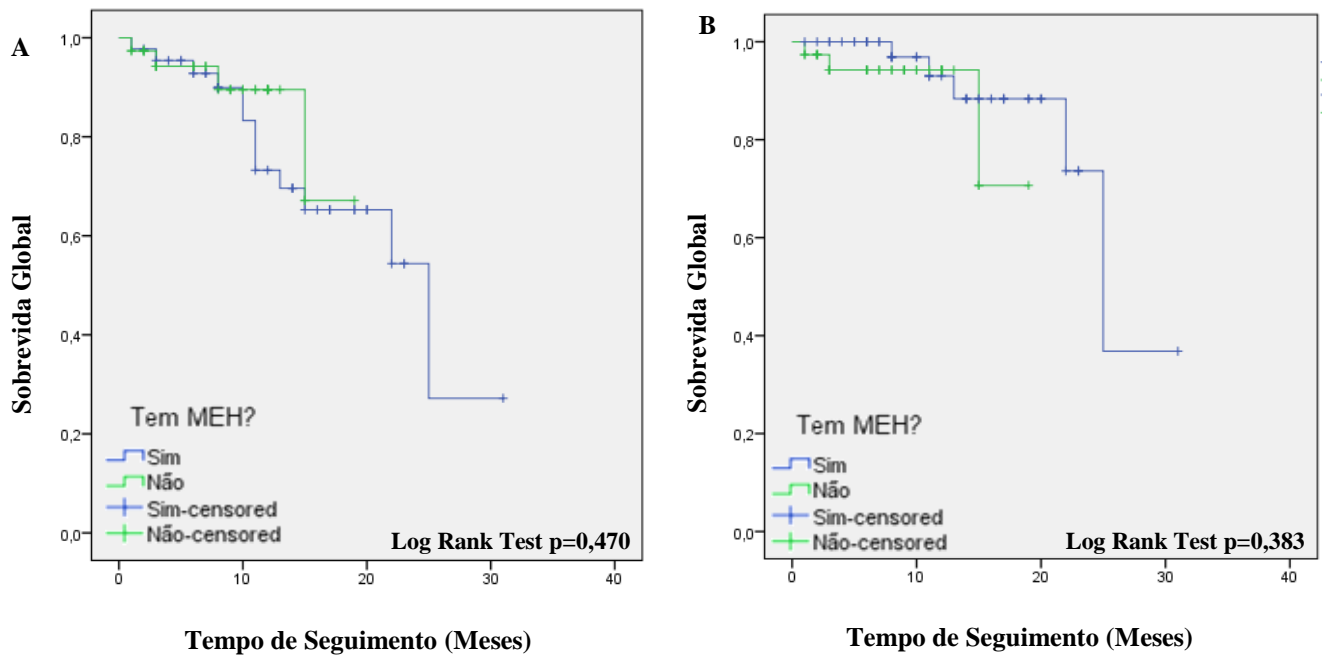 A
1,0
0,8
0,6
0,4
0,2
0,0
Sobrevida Global
Tem MEH?
Sim
Não
Sim-censored
Não-censored
Log Rank Test p=0,470
0 10 20 30 40
Tempo de Seguimento (Meses)
B
1,0
0,8
0,6
0,4
0,2
0,0
Sobrevida Global
Tem MEH?
Sim
Não
Sim-censored
Não-censored
Log Rank Test p=0,383
0 10 20 30 40
Tempo de Seguimento (Meses)